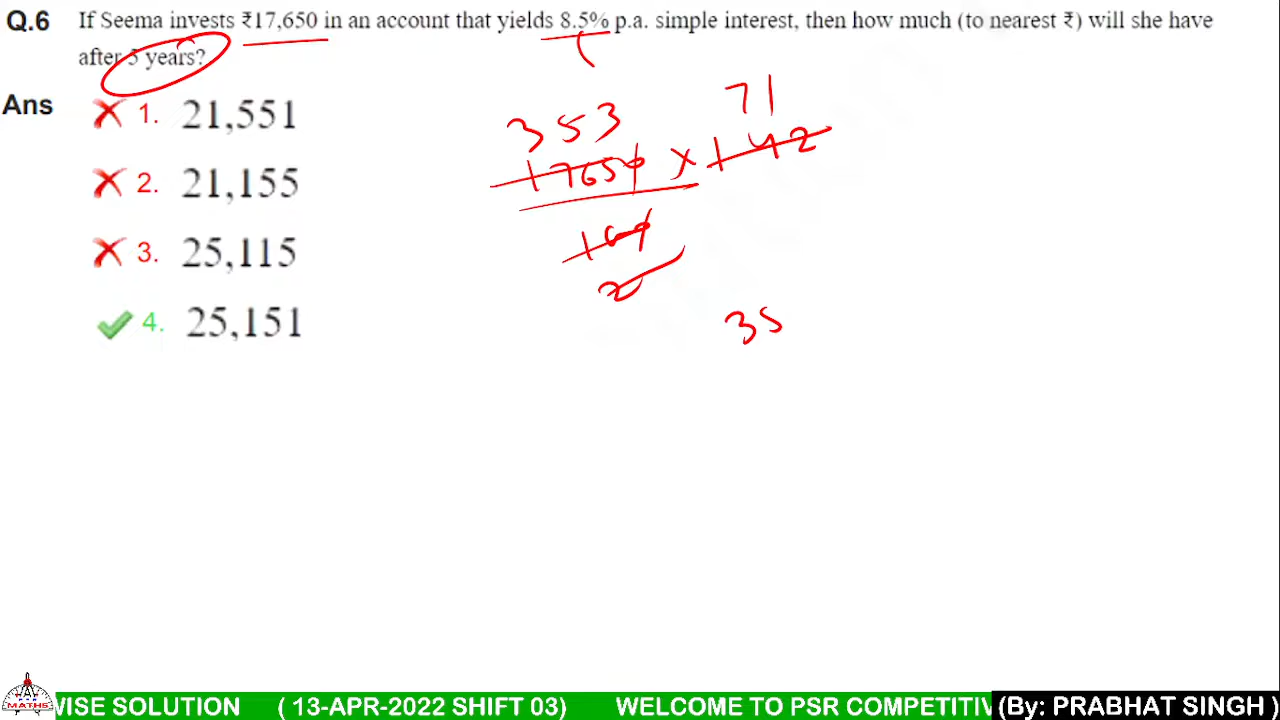 Q.6 If Seema invests ₹17,650 in an account that yields 8.5% p.a. simple interest, then how much (to nearest ₹) will she have
after 5 years?
Ans 1. 21,551
2. 21,155
3. 25,115
4. 25,151
353 71
17650 × 142
100
20
35
MATHS WISE SOLUTION ( 13-APR-2022 SHIFT 03) WELCOME TO PSR COMPETITIV (By: PRABHAT SINGH )